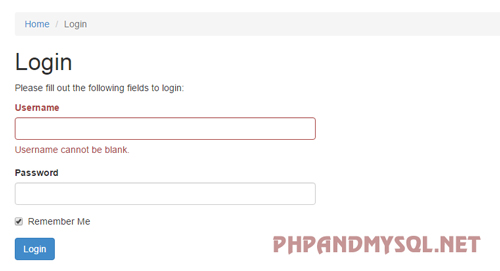 Home / Login
Login
Please fill out the following fields to login:
Username
Username cannot be blank.
Password
Remember Me
Login
PHPANDMYSQL.NET